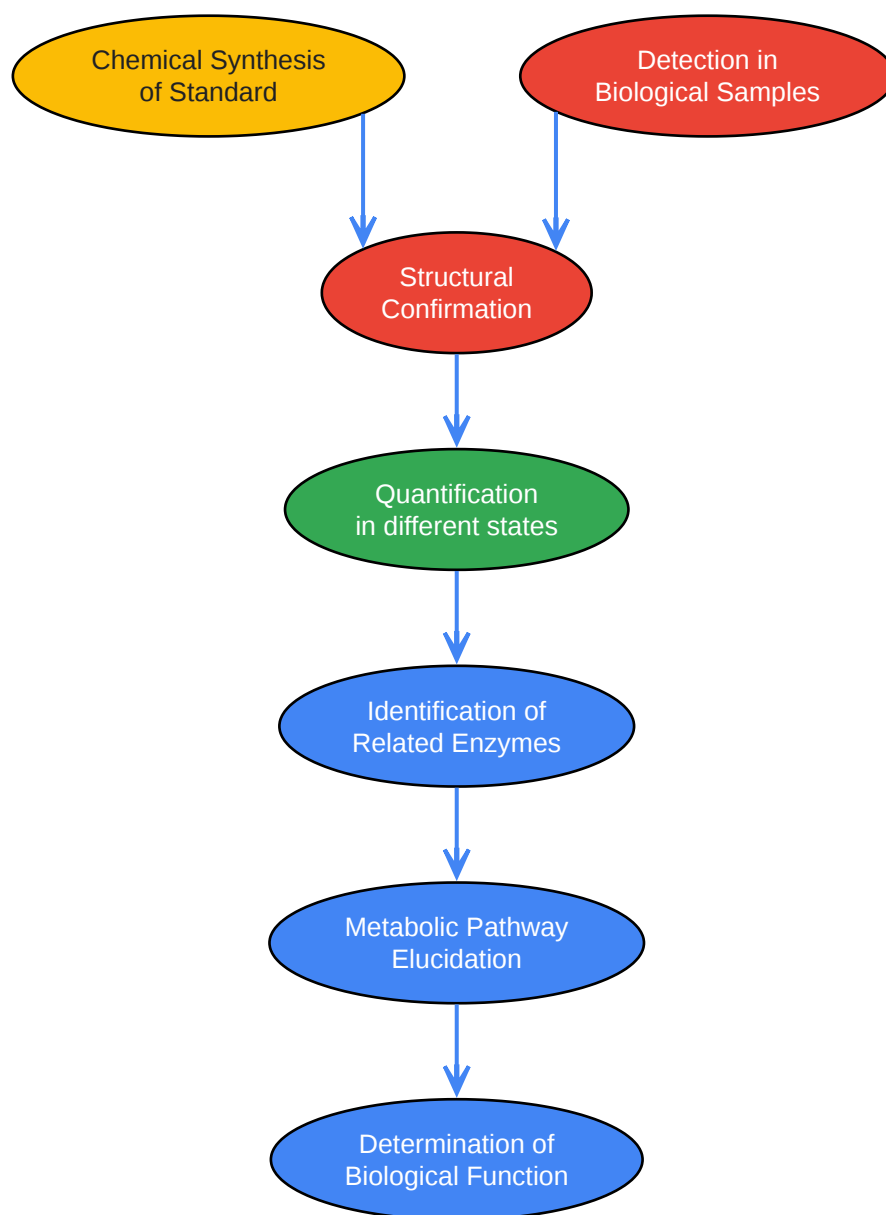 Chemical Synthesis
of Standard
Detection in
Biological Samples
Structural
Confirmation
Quantification
in different states
Identification of
Related Enzymes
Metabolic Pathway
Elucidation
Determination of
Biological Function